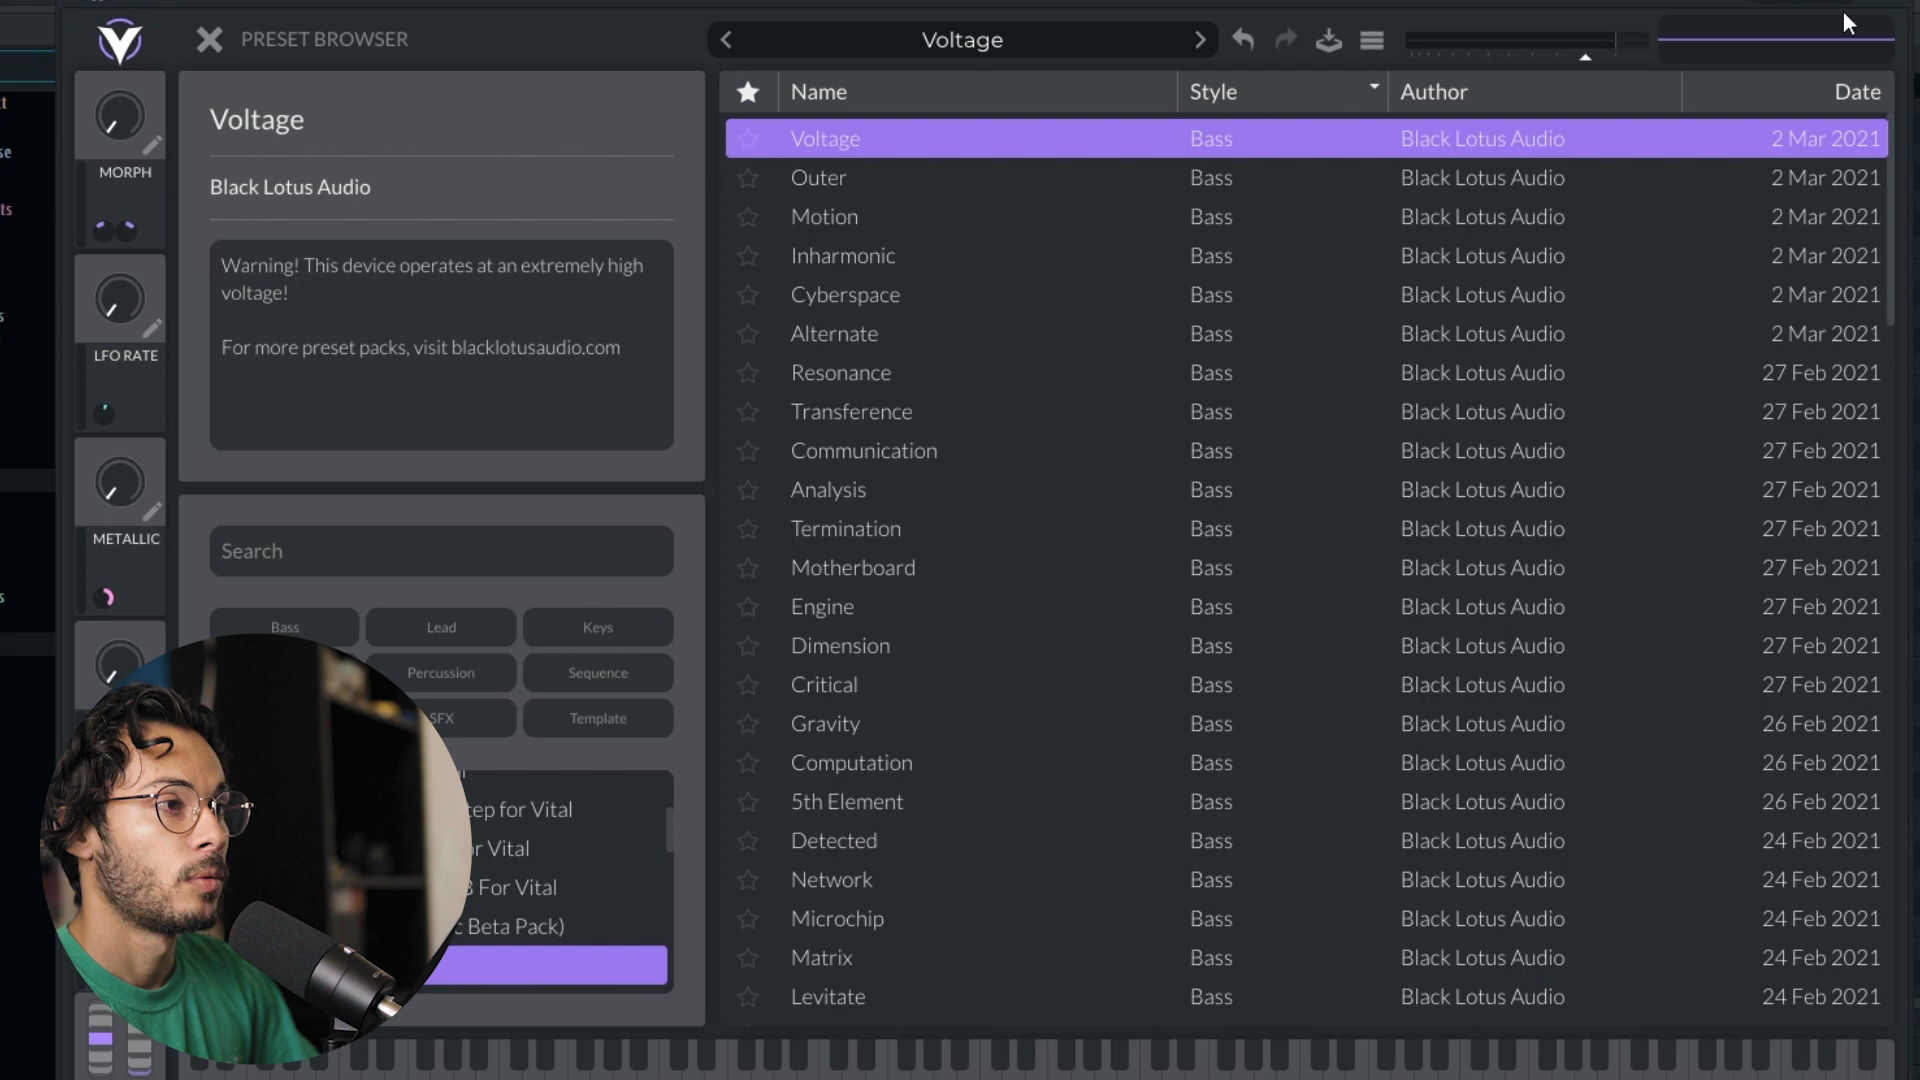 PRESET BROWSER
Voltage
Voltage
Black Lotus Audio
Warning! This device operates at an extremely high
voltage!
For more preset packs, visit blacklotusaudio.com
MORPH
LFO RATE
METALLIC
Search
Bass Lead Keys
Percussion Sequence
SFX Template
for Vital
Vital
For Vital
Beta Pack)
Name Style Author Date
Voltage Bass Black Lotus Audio 2 Mar 2021
Outer Bass Black Lotus Audio 2 Mar 2021
Motion Bass Black Lotus Audio 2 Mar 2021
Inharmonic Bass Black Lotus Audio 2 Mar 2021
Cyberspace Bass Black Lotus Audio 2 Mar 2021
Alternate Bass Black Lotus Audio 2 Mar 2021
Resonance Bass Black Lotus Audio 27 Feb 2021
Transference Bass Black Lotus Audio 27 Feb 2021
Communication Bass Black Lotus Audio 27 Feb 2021
Analysis Bass Black Lotus Audio 27 Feb 2021
Termination Bass Black Lotus Audio 27 Feb 2021
Motherboard Bass Black Lotus Audio 27 Feb 2021
Engine Bass Black Lotus Audio 27 Feb 2021
Dimension Bass Black Lotus Audio 27 Feb 2021
Critical Bass Black Lotus Audio 27 Feb 2021
Gravity Bass Black Lotus Audio 26 Feb 2021
Computation Bass Black Lotus Audio 26 Feb 2021
5th Element Bass Black Lotus Audio 26 Feb 2021
Detected Bass Black Lotus Audio 24 Feb 2021
Network Bass Black Lotus Audio 24 Feb 2021
Microchip Bass Black Lotus Audio 24 Feb 2021
Matrix Bass Black Lotus Audio 24 Feb 2021
Levitate Bass Black Lotus Audio 24 Feb 2021